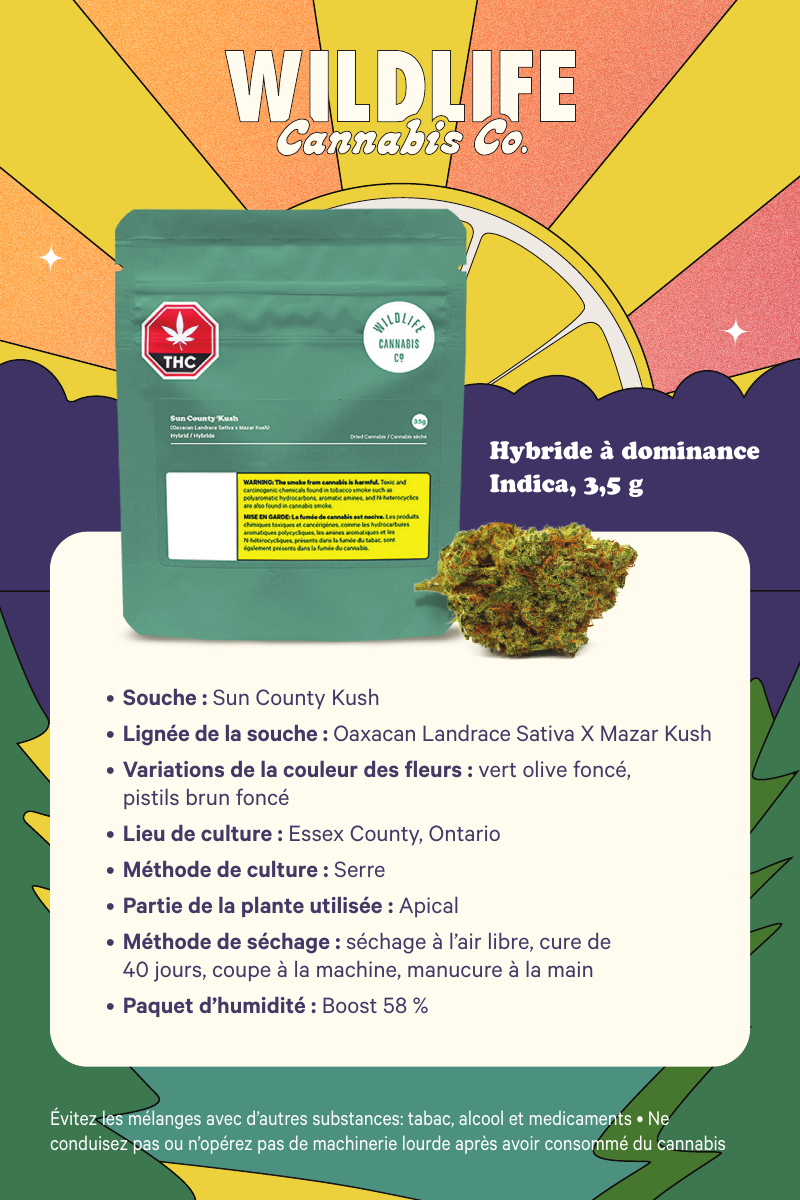 WILDLIFE
Cannabis Co.
THC
WILDLIFE
CANNABIS
CO
Sun County Kush
(Oaxacan Landrace Sativa x Mazar Kush)
Hybrid / Hybride
3.5g
Dried Cannabis / Cannabis séché
WARNING: The smoke from cannabis is harmful. Toxic and
carcinogenic chemicals found in tobacco smoke such as
polyaromatic hydrocarbons, aromatic amines, and N-heterocyclics
are also found in cannabis smoke.
MISE EN GARDE: La fumée de cannabis est nocive. Les produits
chimiques toxiques et cancérigènes, comme les hydrocarbures
aromatiques polycycliques, les amines aromatiques et les
N-hétérocycliques, présents dans la fumée du tabac, sont
également présents dans la fumée du cannabis.
Hybride à dominance
Indica, 3,5 g
• Souche : Sun County Kush
• Lignée de la souche : Oaxacan Landrace Sativa X Mazar Kush
• Variations de la couleur des fleurs : vert olive foncé,
pistils brun foncé
• Lieu de culture : Essex County, Ontario
• Méthode de culture : Serre
• Partie de la plante utilisée : Apical
• Méthode de séchage : séchage à l’air libre, cure de
40 jours, coupe à la machine, manucure à la main
• Paquet d’humidité : Boost 58 %
Évitez les mélanges avec d’autres substances: tabac, alcool et medicaments • Ne
conduisez pas ou n’opérez pas de machinerie lourde après avoir consommé du cannabis